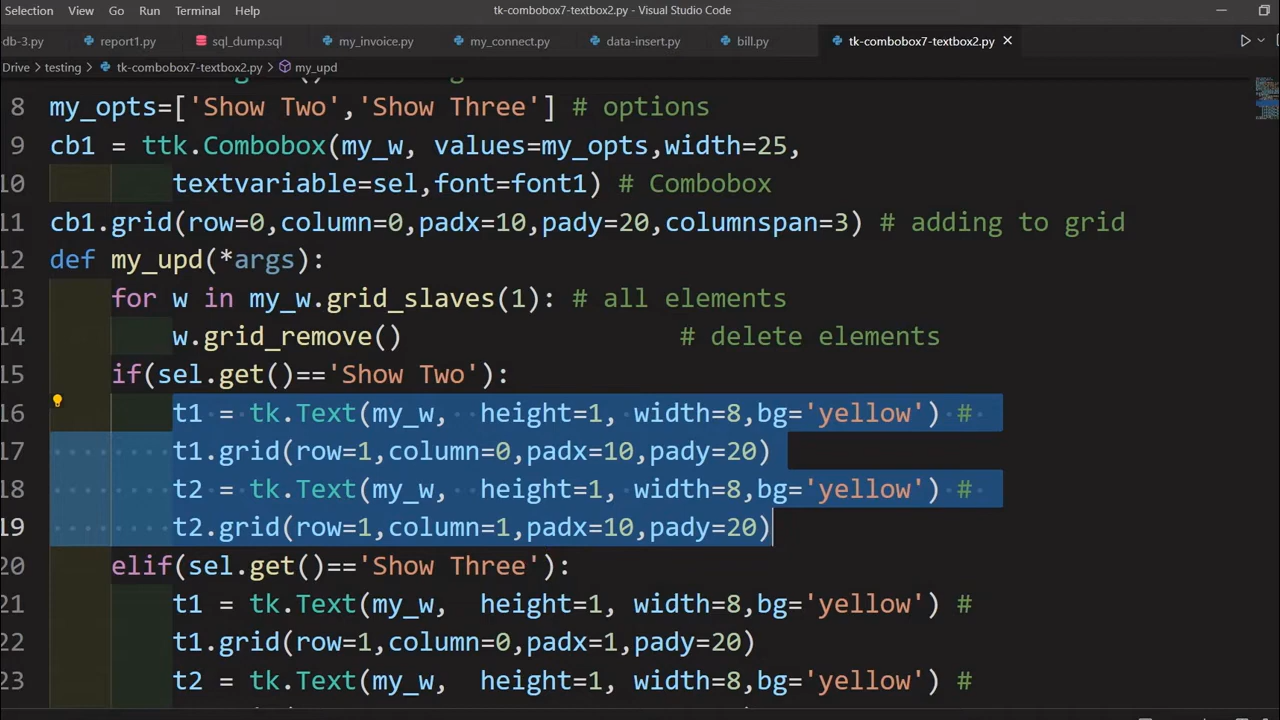 Selection View Go Run Terminal Help tk-combobox7-textbox2.py - Visual Studio Code
db-3.py report1.py sql_dump.sql my_invoice.py my_connect.py data-insert.py bill.py tk-combobox7-textbox2.py
Drive > testing > tk-combobox7-textbox2.py > my_upd
8 my_opts=['Show Two','Show Three'] # options
9 cb1 = ttk.Combobox(my_w, values=my_opts,width=25,
10 textvariable=sel,font=font1) # Combobox
11 cb1.grid(row=0,column=0,padx=10,pady=20,columnspan=3) # adding to grid
12 def my_upd(*args):
13 for w in my_w.grid_slaves(1): # all elements
14 w.grid_remove() # delete elements
15 if(sel.get()=='Show Two'):
16 t1 = tk.Text(my_w, height=1, width=8,bg='yellow') #
17 t1.grid(row=1,column=0,padx=10,pady=20)
18 t2 = tk.Text(my_w, height=1, width=8,bg='yellow') #
19 t2.grid(row=1,column=1,padx=10,pady=20)
20 elif(sel.get()=='Show Three'):
21 t1 = tk.Text(my_w, height=1, width=8,bg='yellow') #
22 t1.grid(row=1,column=0,padx=1,pady=20)
23 t2 = tk.Text(my_w, height=1, width=8,bg='yellow') #